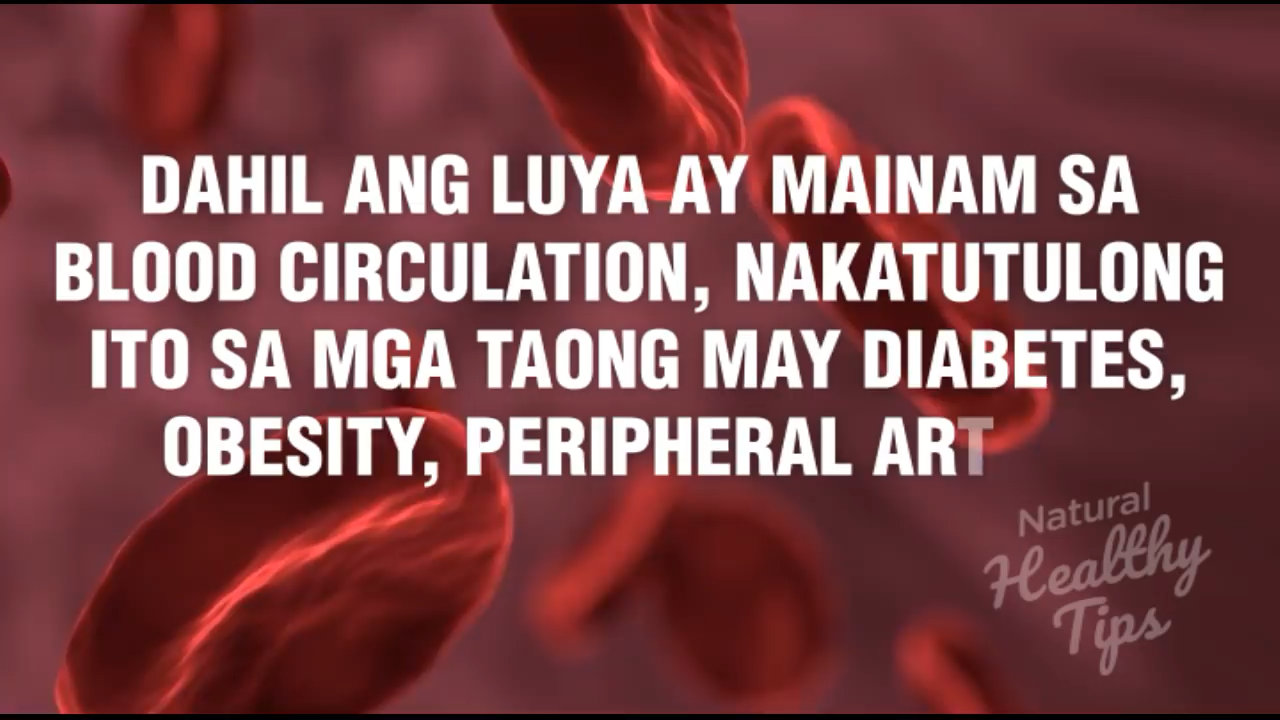 DAHIL ANG LUYA AY MAINAM SA
BLOOD CIRCULATION, NAKATUTULONG
ITO SA MGA TAONG MAY DIABETES,
OBESITY, PERIPHERAL ART
Natural
Healthy
Tips